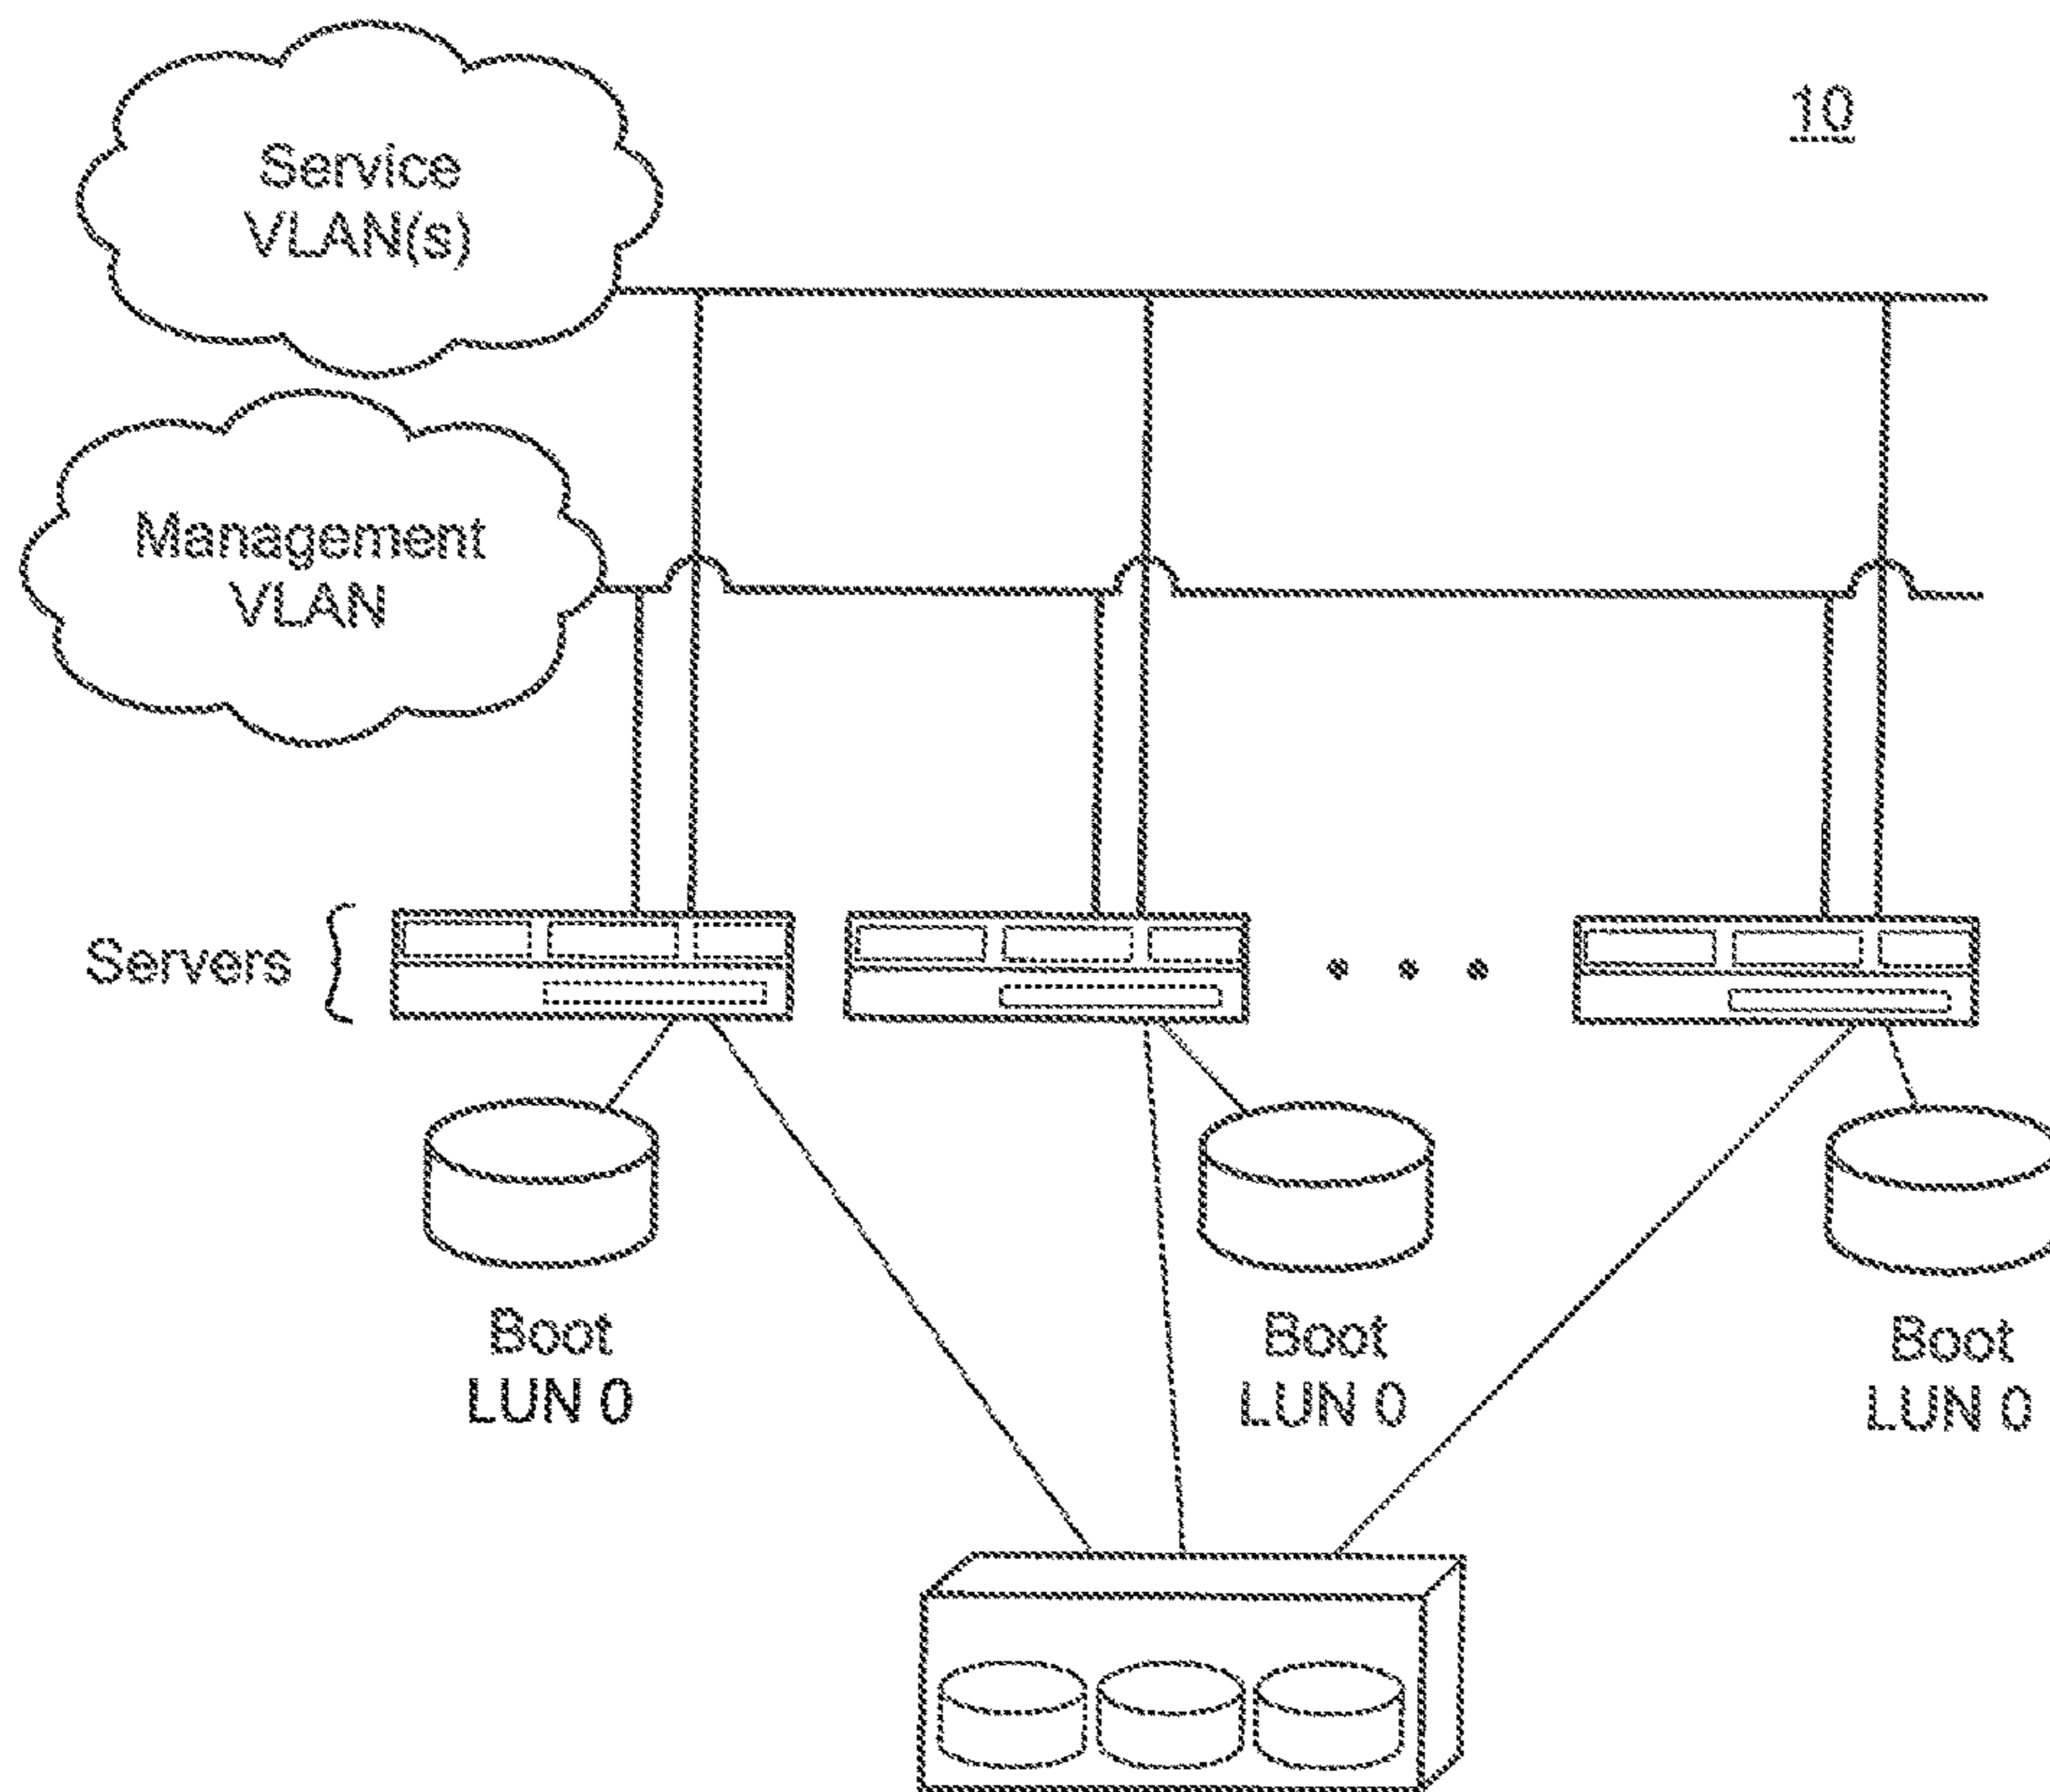 10
Service
VLAN(s)
Management
VLAN
Servers
Boot
LUN 0
Boot
LUN 0
Boot
LUN 0